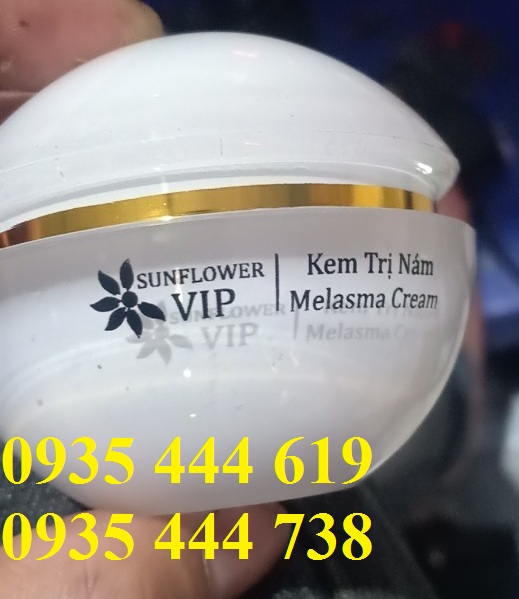 SUNFLOWER
VIP
Kem Trị Nám
Melasma Cream
0935 444 619
0935 444 738